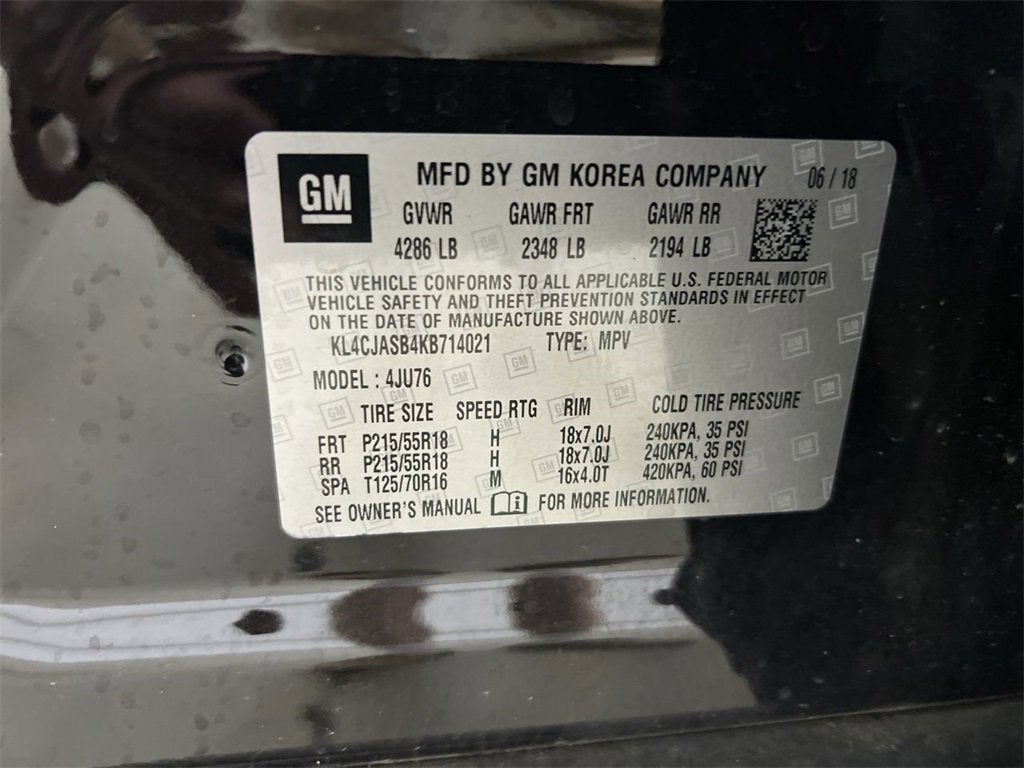 GM
MFD BY GM KOREA COMPANY 06 / 18
GVWR GAWR FRT GAWR RR
4286 LB 2348 LB 2194 LB
THIS VEHICLE CONFORMS TO ALL APPLICABLE U.S. FEDERAL MOTOR
VEHICLE SAFETY AND THEFT PREVENTION STANDARDS IN EFFECT
ON THE DATE OF MANUFACTURE SHOWN ABOVE.
KL4CJASB4KB714021 TYPE: MPV
MODEL : 4JU76
TIRE SIZE SPEED RTG RIM COLD TIRE PRESSURE
FRT P215/55R18 H 18x7.0J 240KPA, 35 PSI
RR P215/55R18 H 18x7.0J 240KPA, 35 PSI
SPA T125/70R16 M 16x4.0T 420KPA, 60 PSI
SEE OWNER'S MANUAL FOR MORE INFORMATION.